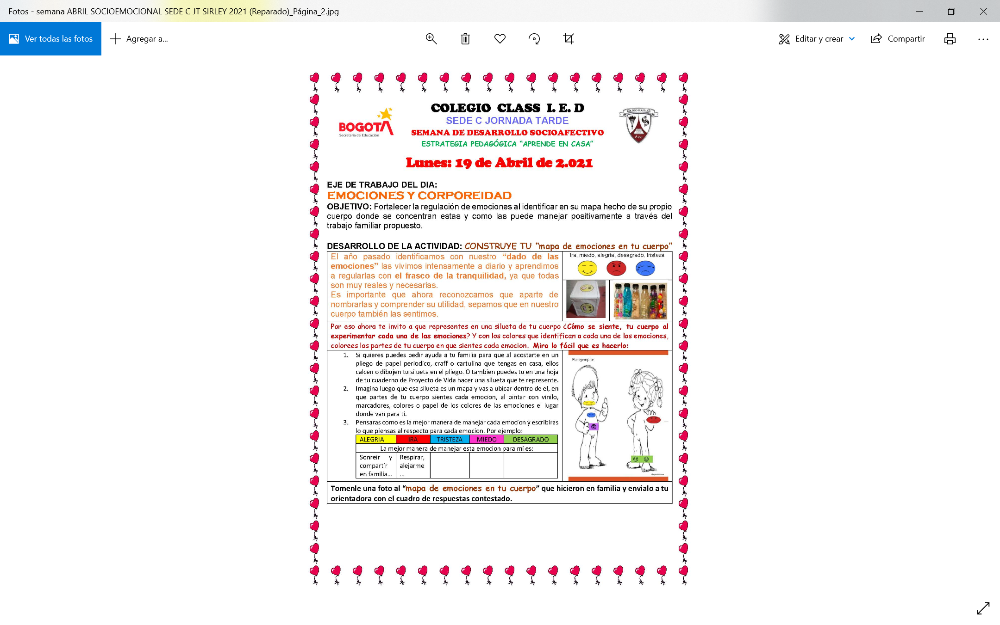 Fotos - semana ABRIL SOCIOEMOCIONAL SEDE C JT SIRLEY 2021 (Reparado)_Página_2.jpg
Ver todas las fotos
Agregar a...
Editar y crear
Compartir
BOGOTÁ
Secretaría de Educación
COLEGIO CLASS I. E. D
SEDE C JORNADA TARDE
SEMANA DE DESARROLLO SOCIOAFECTIVO
ESTRATEGIA PEDAGÓGICA “APRENDE EN CASA”
COLEGIO CLASS I.E.D
Lunes: 19 de Abril de 2.021
EJE DE TRABAJO DEL DIA:
EMOCIONES Y CORPOREIDAD
OBJETIVO: Fortalecer la regulación de emociones al identificar en su mapa hecho de su propio
cuerpo donde se concentran estas y como las puede manejar positivamente a través del
trabajo familiar propuesto.
DESARROLLO DE LA ACTIVIDAD: CONSTRUYE TU “mapa de emociones en tu cuerpo”
El año pasado identificamos con nuestro “dado de las
emociones” las vivimos intensamente a diario y aprendimos
a regularlas con el frasco de la tranquilidad, ya que todas
son muy reales y necesarias.
Es importante que ahora reconozcamos que aparte de
nombrarlas y comprender su utilidad, sepamos que en nuestro
cuerpo también las sentimos.
Ira, miedo, alegría, desagrado, tristeza
Por eso ahora te invito a que representes en una silueta de tu cuerpo ¿Cómo se siente, tu cuerpo al
experimentar cada una de las emociones? Y con los colores que identifican a cada una de las emociones,
colorees las partes de tu cuerpo en que sientes cada emocion. Mira lo fácil que es hacerlo:
1. Si quieres puedes pedir ayuda a tu familia para que al acostarte en un
pliego de papel periodico, craff o cartulina que tengas en casa, ellos
calcen o dibujen tu silueta en el pliego. O tambien puedes tu en una hoja
de tu cuaderno de Proyecto de Vida hacer una silueta que te represente.
2. Imagina luego que esa silueta es un mapa y vas a ubicar dentro de el, en
que partes de tu cuerpo sientes cada emocion, al pintar con vinilo,
marcadores, colores o papel de los colores de las emociones el lugar
donde van para ti.
3. Pensaras como es la mejor manera de manejar cada emocion y escribiras
lo que piensas al respecto para cada emocion. Por ejemplo:
ALEGRIA IRA TRISTEZA MIEDO DESAGRADO
La mejor manera de manejar esta emocion para mi es:
Sonreír y
compartir
en familia...
Respirar,
alejarme
...
Por ejemplo:
Tomenle una foto al “mapa de emociones en tu cuerpo” que hicieron en familia y envialo a tu
orientadora con el cuadro de respuestas contestado.